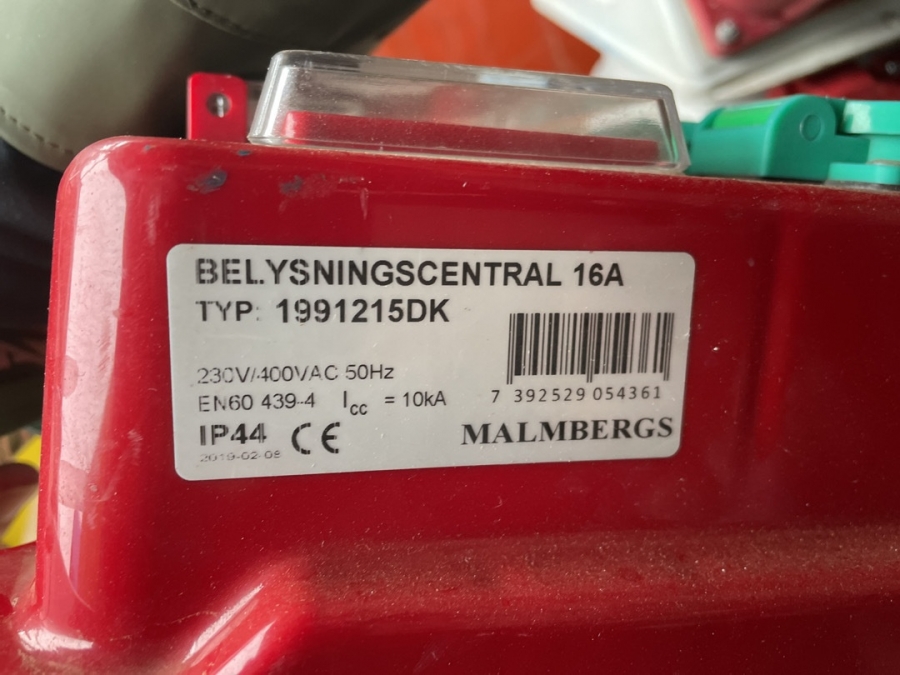 BELYSNINGSCENTRAL 16A
TYP: 1991215DK
230V/400VAC 50Hz
EN60 439-4 Icc = 10kA
7 392529 054361
IP44 CE
MALMBERGS
2019-02-08